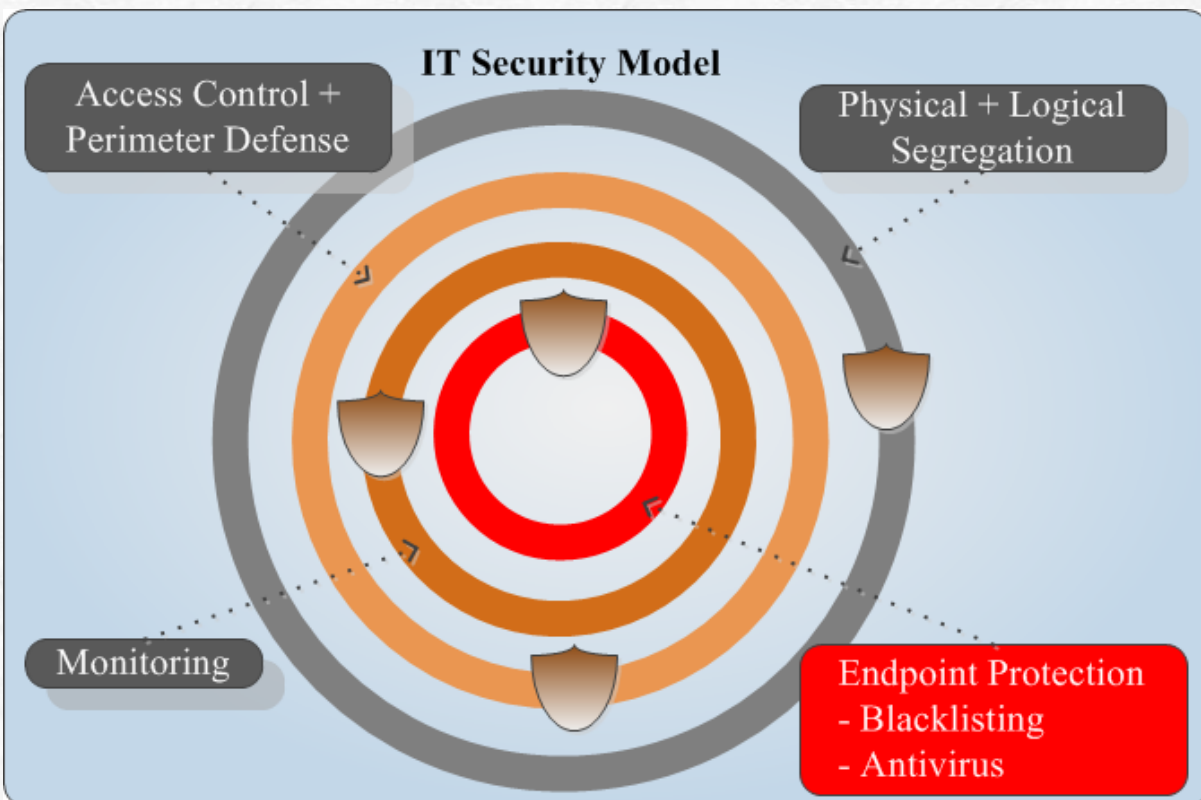 IT Security Model
Access Control +
Perimeter Defense
Physical + Logical
Segregation
Monitoring
Endpoint Protection
- Blacklisting
- Antivirus